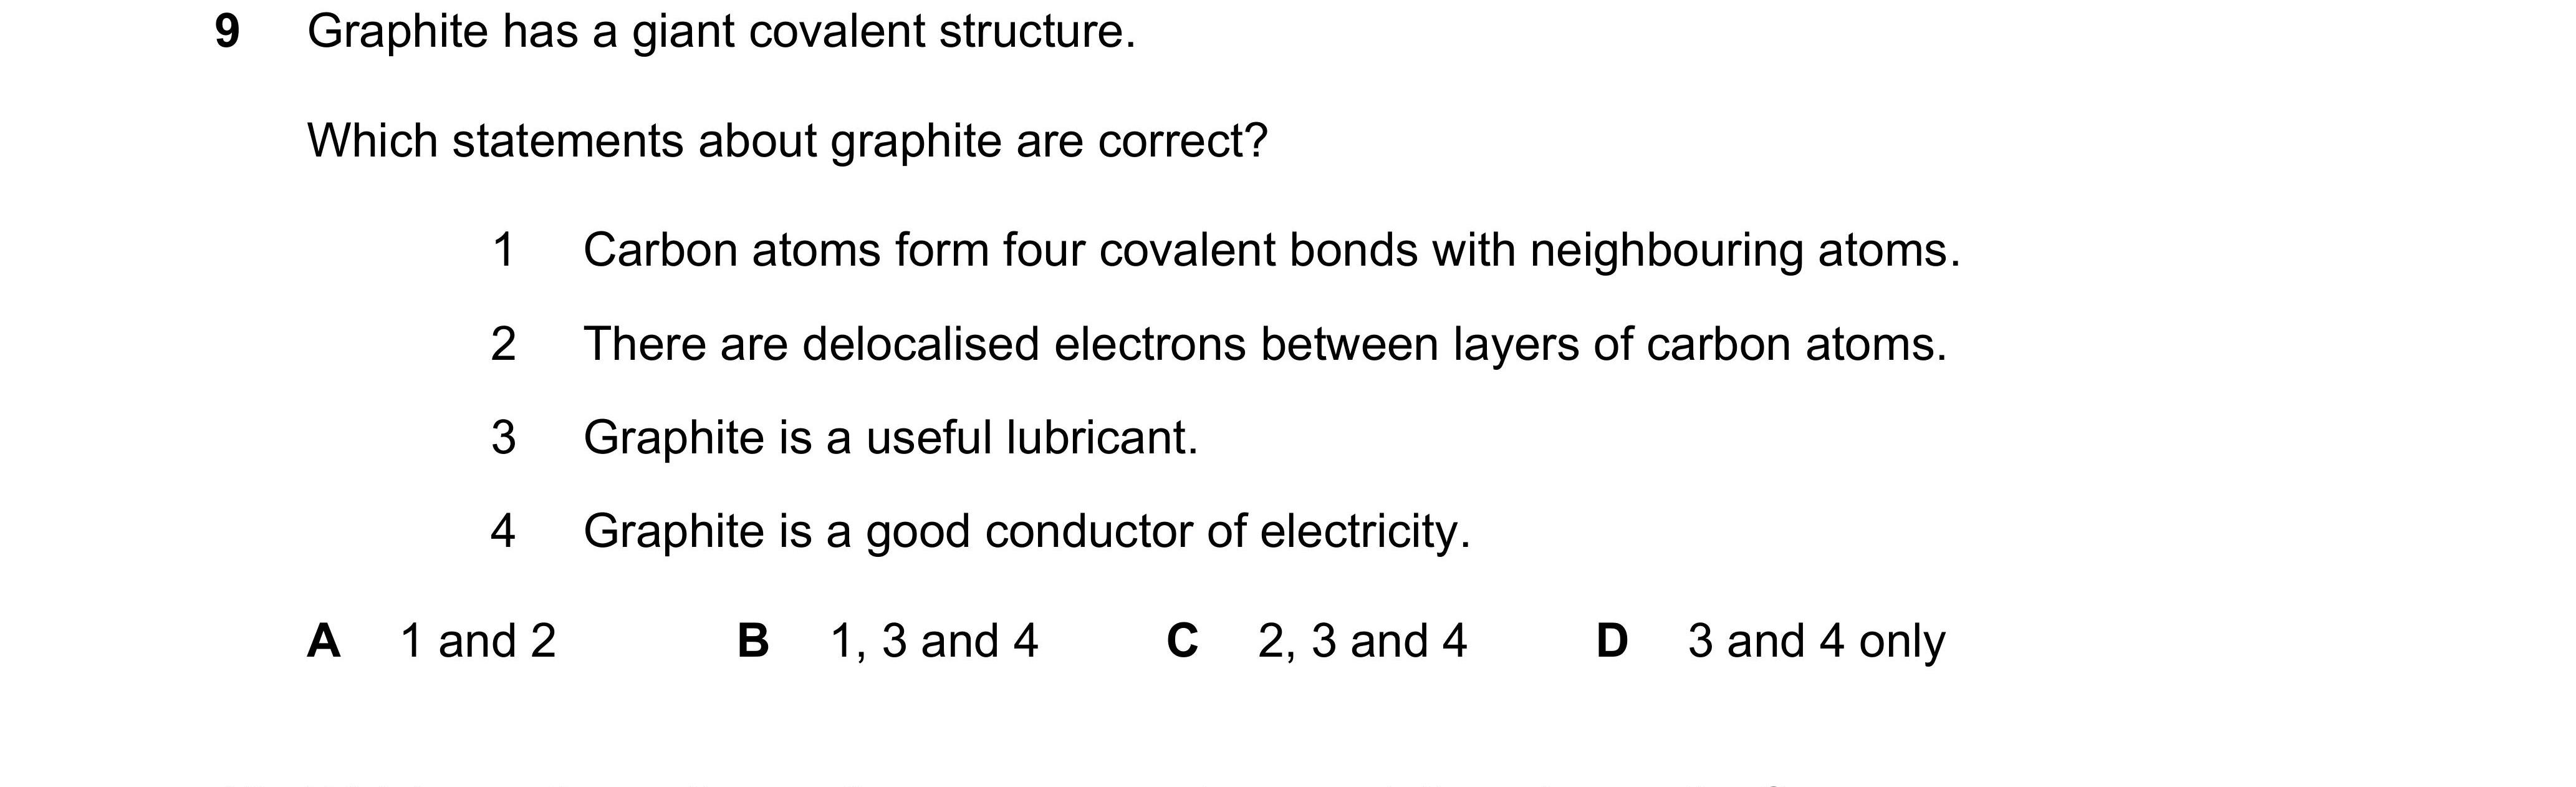 9 Graphite has a giant covalent structure.
Which statements about graphite are correct?
1 Carbon atoms form four covalent bonds with neighbouring atoms.
2 There are delocalised electrons between layers of carbon atoms.
3 Graphite is a useful lubricant.
4 Graphite is a good conductor of electricity.
A 1 and 2 B 1, 3 and 4 C 2, 3 and 4 D 3 and 4 only